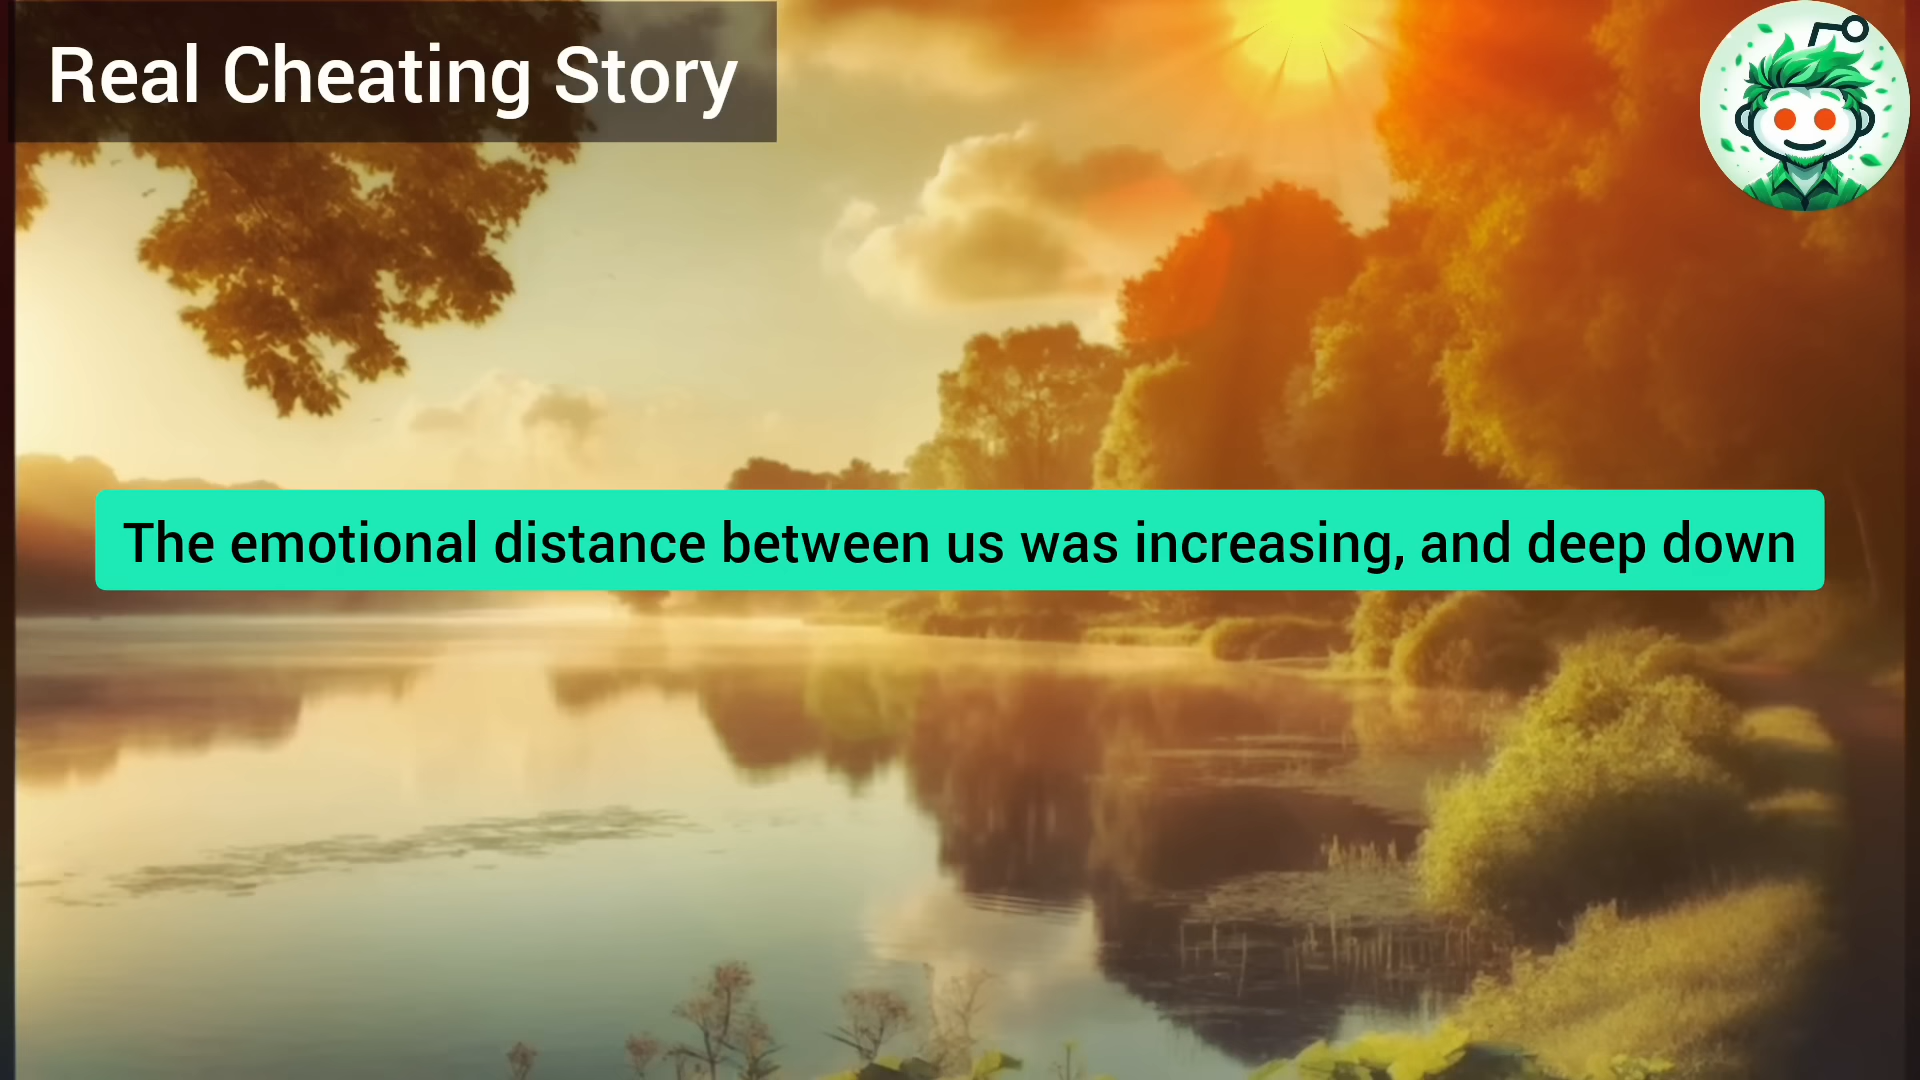 Real Cheating Story
The emotional distance between us was increasing, and deep down